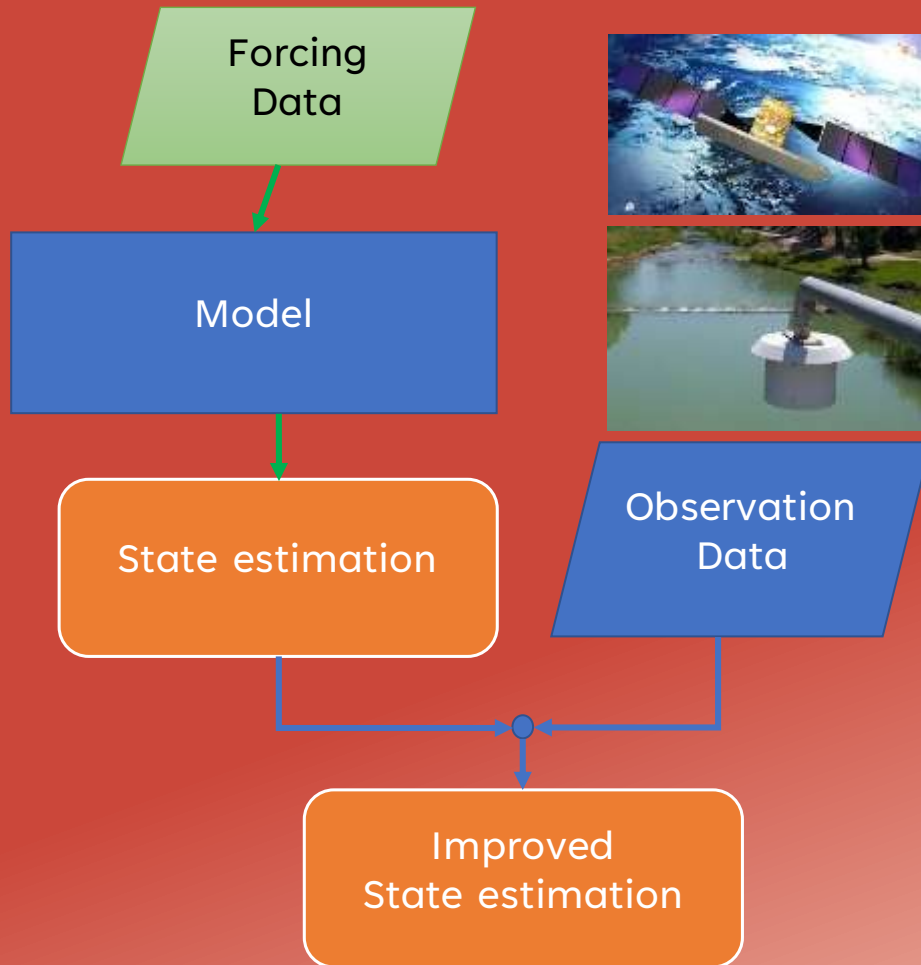 Forcing
Data
Model
State estimation
Observation
Data
Improved
State estimation